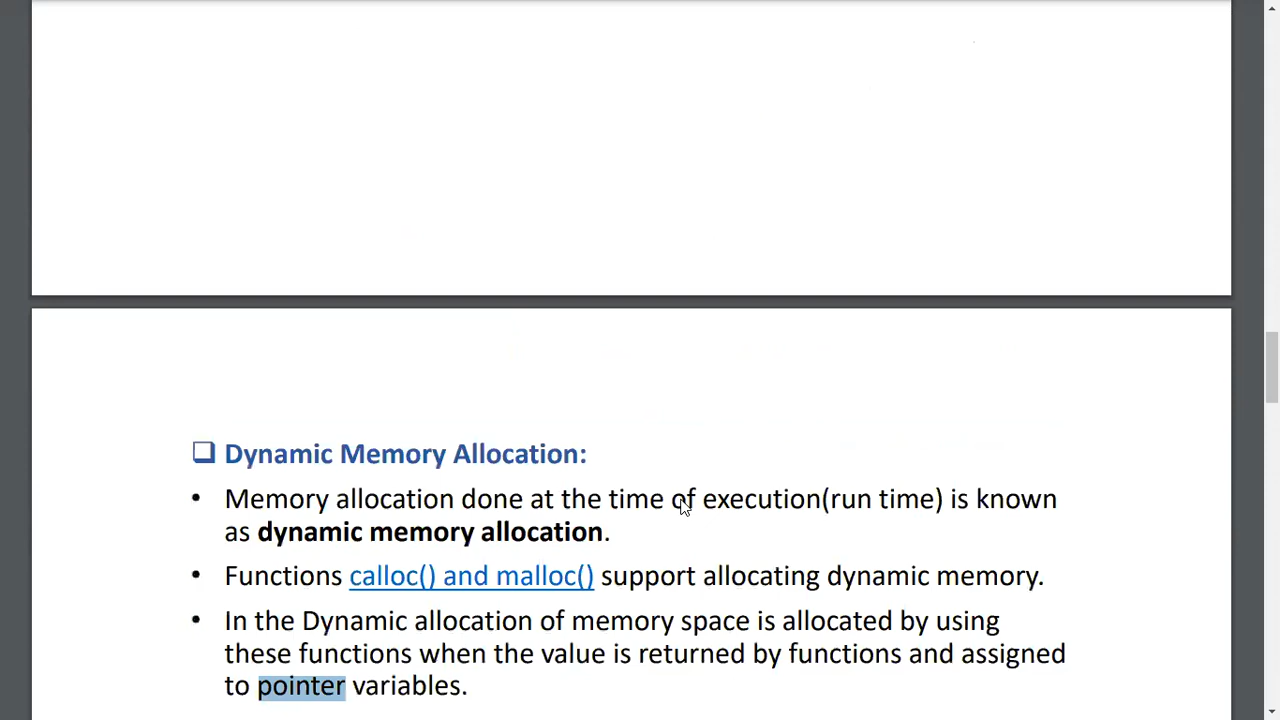 Dynamic Memory Allocation:
• Memory allocation done at the time of execution(run time) is known
as dynamic memory allocation.
• Functions calloc() and malloc() support allocating dynamic memory.
• In the Dynamic allocation of memory space is allocated by using
these functions when the value is returned by functions and assigned
to pointer variables.